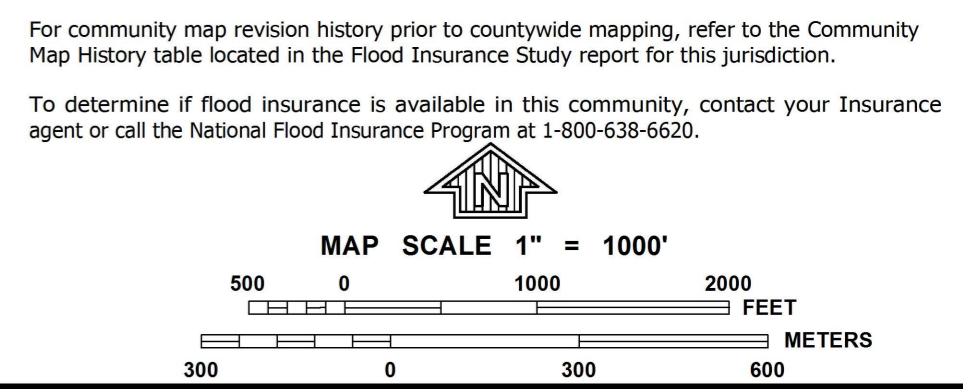 For community map revision history prior to countywide mapping, refer to the Community
Map History table located in the Flood Insurance Study report for this jurisdiction.
To determine if flood insurance is available in this community, contact your Insurance
agent or call the National Flood Insurance Program at 1-800-638-6620.
N
MAP SCALE 1" = 1000'
500 0 1000 2000
FEET
METERS
300 0 300 600